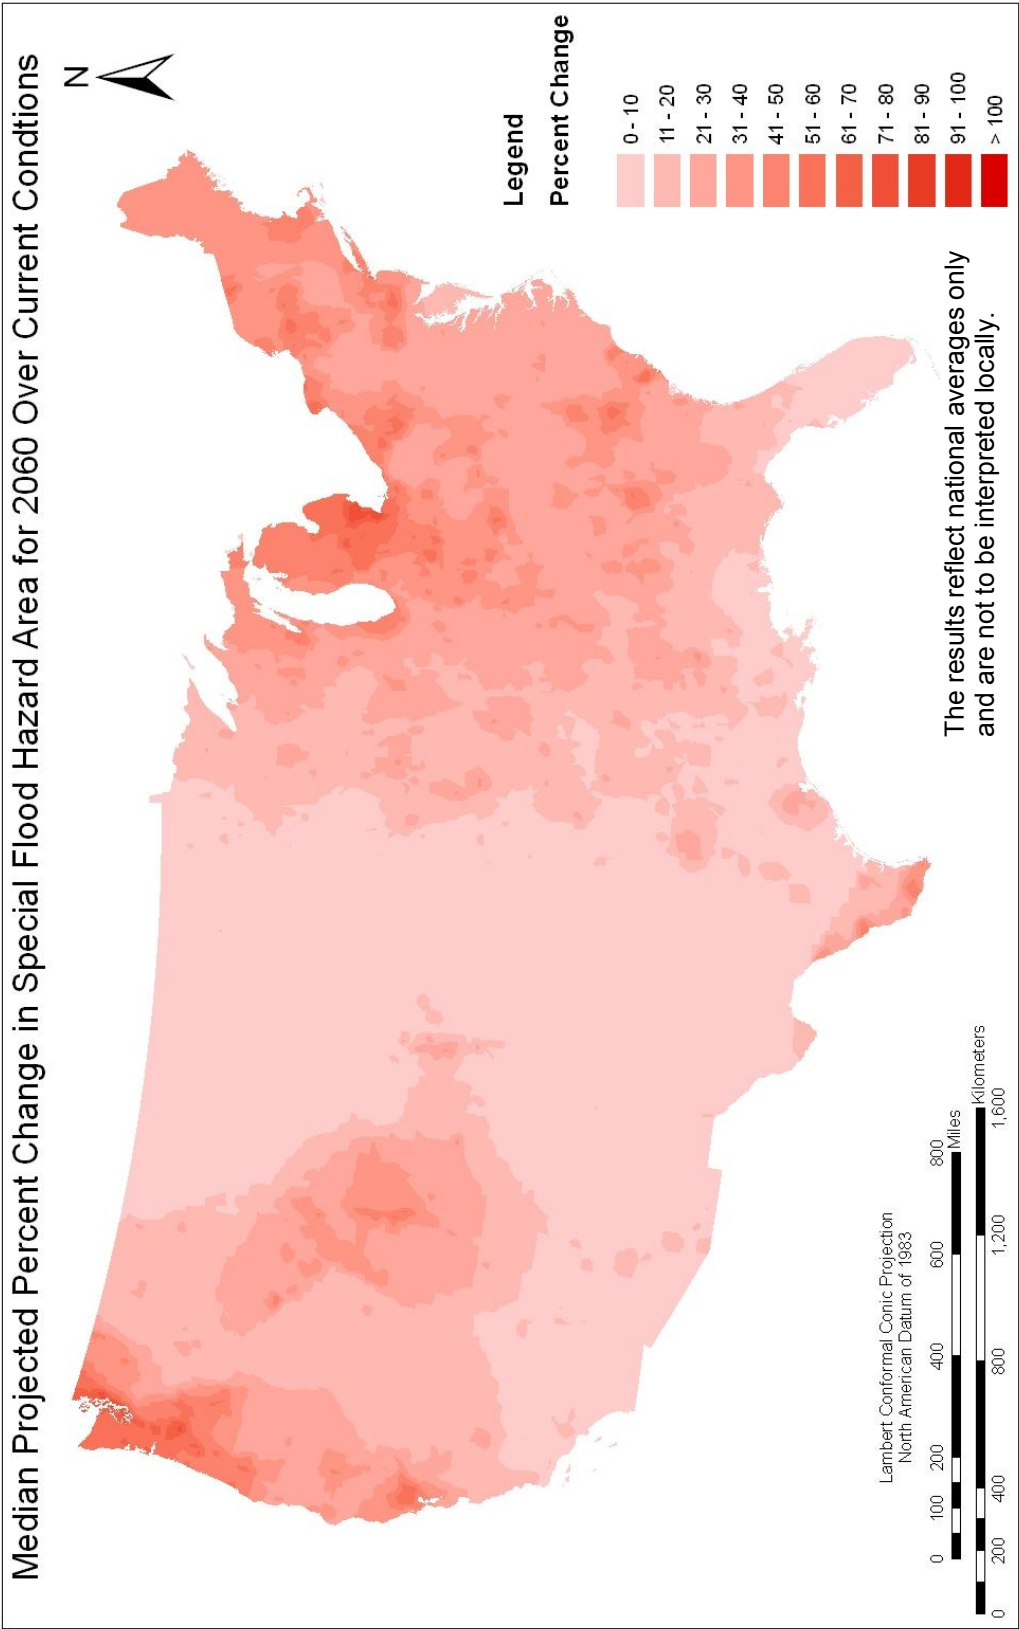 Median Projected Percent Change in Special Flood Hazard Area for 2060 Over Current Condtions
N
Legend
Percent Change
0 - 10
11 - 20
21 - 30
31 - 40
41 - 50
51 - 60
61 - 70
71 - 80
81 - 90
91 - 100
> 100
The results reflect national averages only
and are not to be interpreted locally.
Lambert Conformal Conic Projection
North American Datum of 1983
0 100 200 400 600 800
Miles
Kilometers
0 200 400 800 1,200 1,600